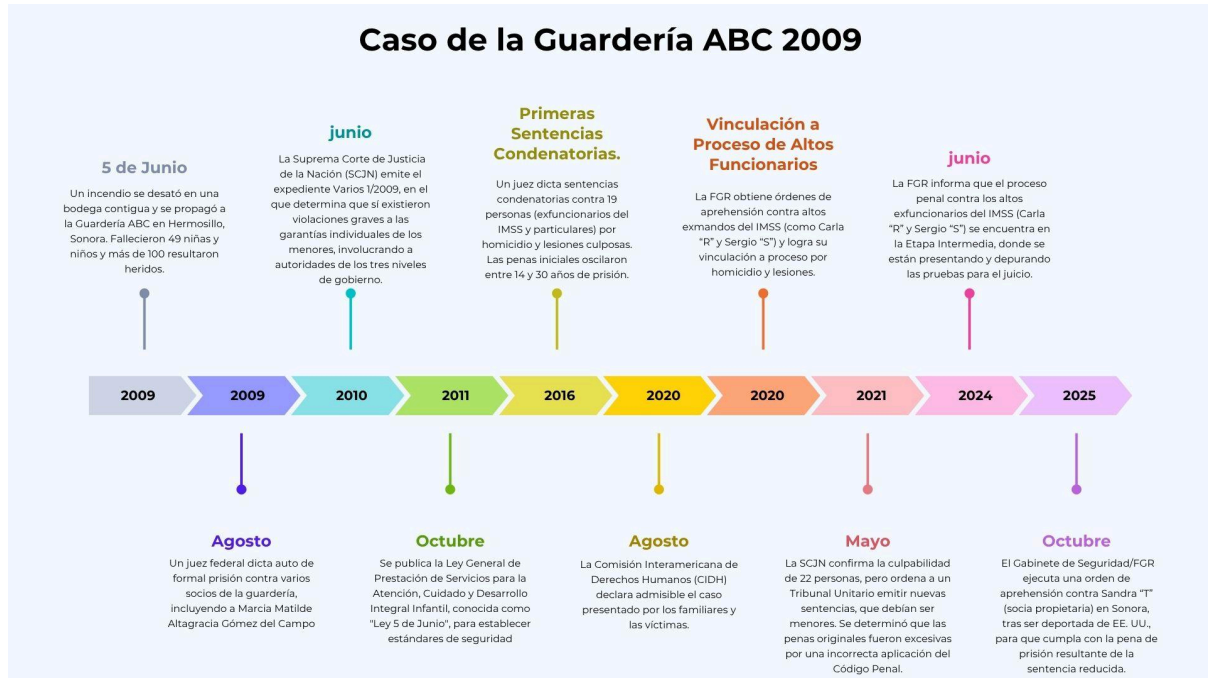 Caso de la Guardería ABC 2009
5 de Junio
Un incendio se desató en una
bodega contigua y se propagó a
la Guardería ABC en Hermosillo,
Sonora. Fallecieron 49 niñas y
niños y más de 100 resultaron
heridos.
junio
La Suprema Corte de Justicia
de la Nación (SCJN) emite el
expediente Varios 1/2009, en el
que determina que sí existieron
violaciones graves a las
garantías individuales de los
menores, involucrando a
autoridades de los tres niveles
de gobierno.
Primeras
Sentencias
Condenatorias.
Un juez dicta sentencias
condenatorias contra 19
personas (exfuncionarios del
IMSS y particulares) por
homicidio y lesiones culposas.
Las penas iniciales oscilaron
entre 14 y 30 años de prisión.
Vinculación a
Proceso de Altos
Funcionarios
La FGR obtiene órdenes de
aprehensión contra altos
exmandos del IMSS (como Carla
“R” y Sergio “S”) y logra su
vinculación a proceso por
homicidio y lesiones.
junio
La FGR informa que el proceso
penal contra los altos
exfuncionarios del IMSS (Carla
“R” y Sergio “S”) se encuentra en
la Etapa Intermedia, donde se
están presentando y depurando
las pruebas para el juicio.
2009 2009 2010 2011 2016 2020 2020 2021 2024 2025
Agosto
Un juez federal dicta auto de
formal prisión contra varios
socios de la guardería,
incluyendo a Marcia Matilde
Altagracia Gómez del Campo
Octubre
Se publica la Ley General de
Prestación de Servicios para la
Atención, Cuidado y Desarrollo
Integral Infantil, conocida como
"Ley 5 de Junio", para establecer
estándares de seguridad
Agosto
La Comisión Interamericana de
Derechos Humanos (CIDH)
declara admisible el caso
presentado por los familiares y
las víctimas.
Mayo
La SCJN confirma la culpabilidad
de 22 personas, pero ordena a un
Tribunal Unitario emitir nuevas
sentencias, que debían ser
menores. Se determinó que las
penas originales fueron excesivas
por una incorrecta aplicación del
Código Penal.
Octubre
El Gabinete de Seguridad/FGR
ejecuta una orden de
aprehensión contra Sandra “T”
(socia propietaria) en Sonora,
tras ser deportada de EE. UU.,
para que cumpla con la pena de
prisión resultante de la
sentencia reducida.